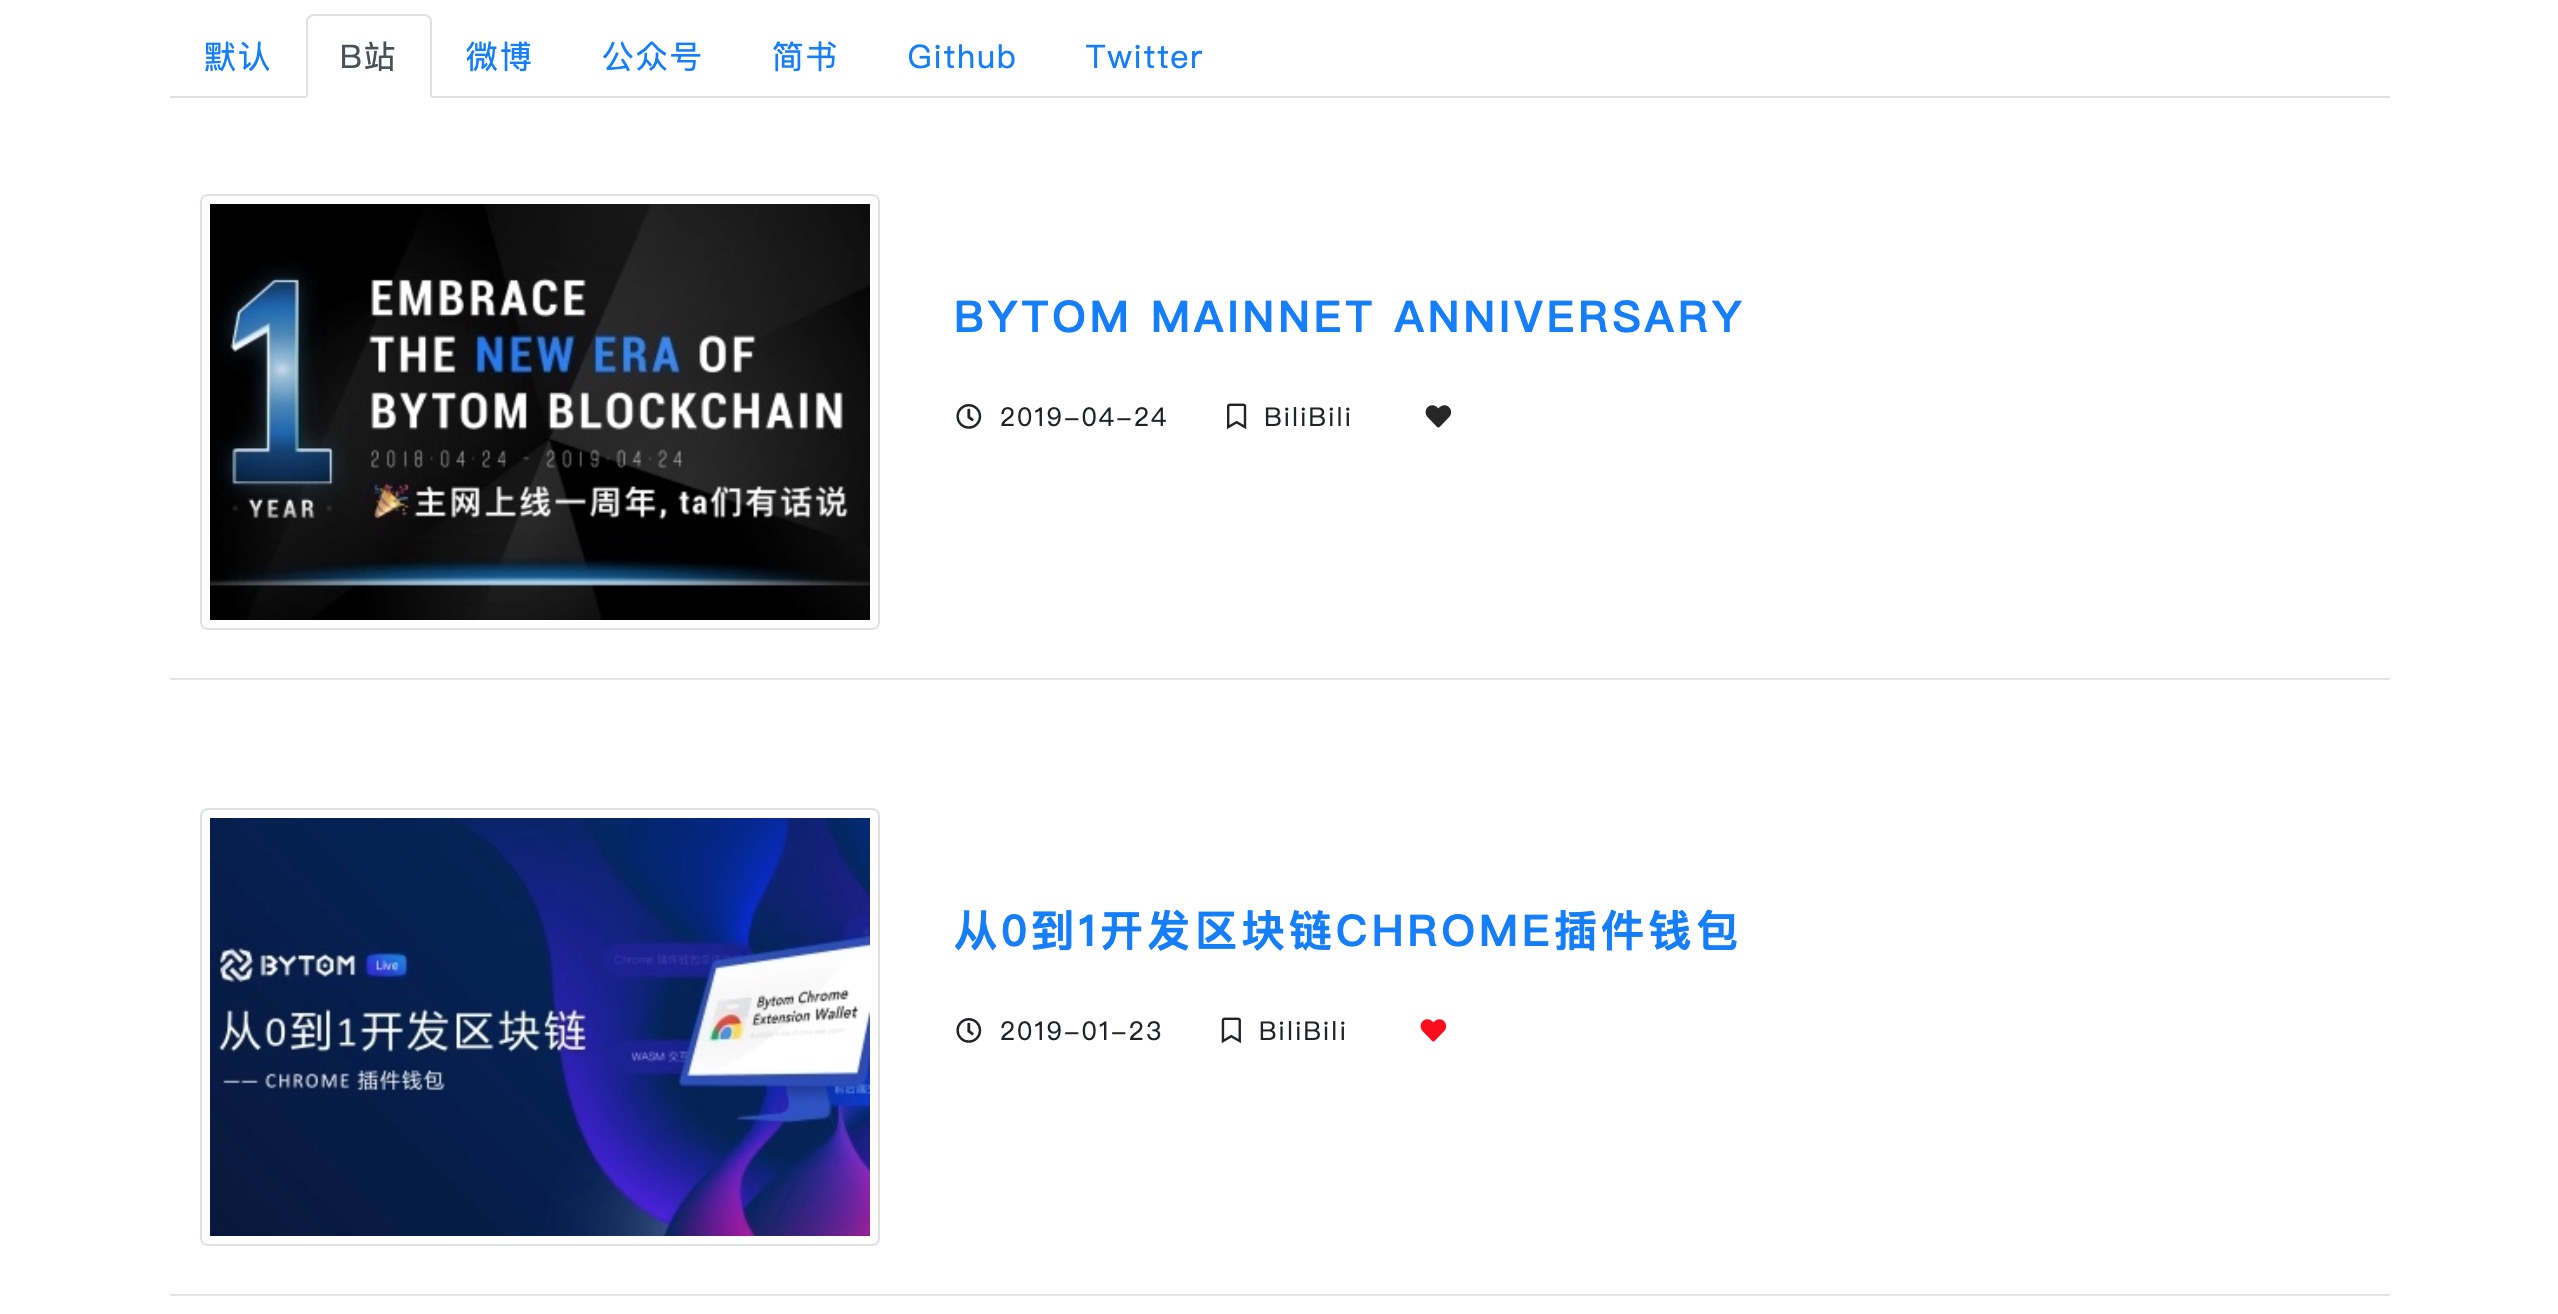 默认 B站 微博 公众号 简书 Github Twitter
EMBRACE
THE NEW ERA OF
BYTOM BLOCKCHAIN
2018·04·24 - 2019·04·24
1
YEAR
🎉主网上线一周年, ta们有话说
BYTOM MAINNET ANNIVERSARY
2019-04-24 BiliBili
BYTOM Live
从0到1开发区块链
—— CHROME 插件钱包
Bytom Chrome
Extension Wallet
WASM
从0到1开发区块链CHROME插件钱包
2019-01-23 BiliBili